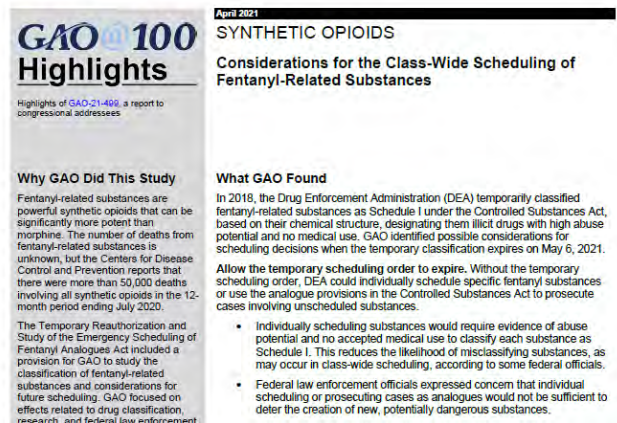 GAO@100
Highlights
Highlights of GAO-21-499, a report to
congressional addressees
Why GAO Did This Study
Fentanyl-related substances are
powerful synthetic opioids that can be
significantly more potent than
morphine. The number of deaths from
fentanyl-related substances is
unknown, but the Centers for Disease
Control and Prevention reports that
there were more than 50,000 deaths
involving all synthetic opioids in the 12-
month period ending July 2020.
The Temporary Reauthorization and
Study of the Emergency Scheduling of
Fentanyl Analogues Act included a
provision for GAO to study the
classification of fentanyl-related
substances and considerations for
future scheduling. GAO focused on
effects related to drug classification,
research, and federal law enforcement
April 2021
SYNTHETIC OPIOIDS
Considerations for the Class-Wide Scheduling of
Fentanyl-Related Substances
What GAO Found
In 2018, the Drug Enforcement Administration (DEA) temporarily classified
fentanyl-related substances as Schedule I under the Controlled Substances Act,
based on their chemical structure, designating them illicit drugs with high abuse
potential and no medical use. GAO identified possible considerations for
scheduling decisions when the temporary classification expires on May 6, 2021.
Allow the temporary scheduling order to expire. Without the temporary
scheduling order, DEA could individually schedule specific fentanyl substances
or use the analogue provisions in the Controlled Substances Act to prosecute
cases involving unscheduled substances.
• Individually scheduling substances would require evidence of abuse
potential and no accepted medical use to classify each substance as
Schedule I. This reduces the likelihood of misclassifying substances, as
may occur in class-wide scheduling, according to some federal officials.
• Federal law enforcement officials expressed concern that individual
scheduling or prosecuting cases as analogues would not be sufficient to
deter the creation of new, potentially dangerous substances.